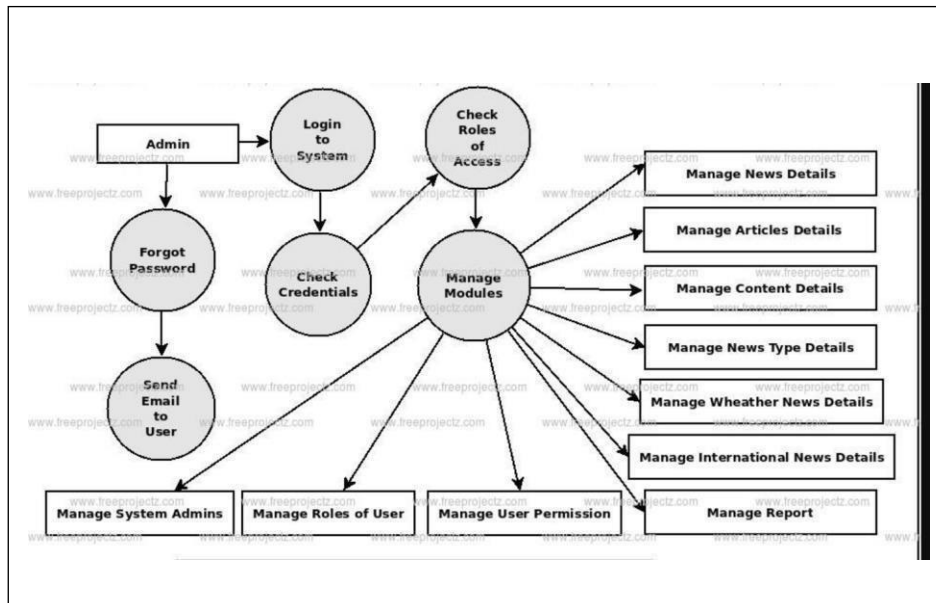 Admin
Login
to
System
Check
Roles
of
Access
Forgot
Password
Check
Credentials
Manage
Modules
Send
Email
to
User
Manage News Details
Manage Articles Details
Manage Content Details
Manage News Type Details
Manage Wheather News Details
Manage International News Details
Manage Report
Manage System Admins
Manage Roles of User
Manage User Permission
www.freeprojectz.com